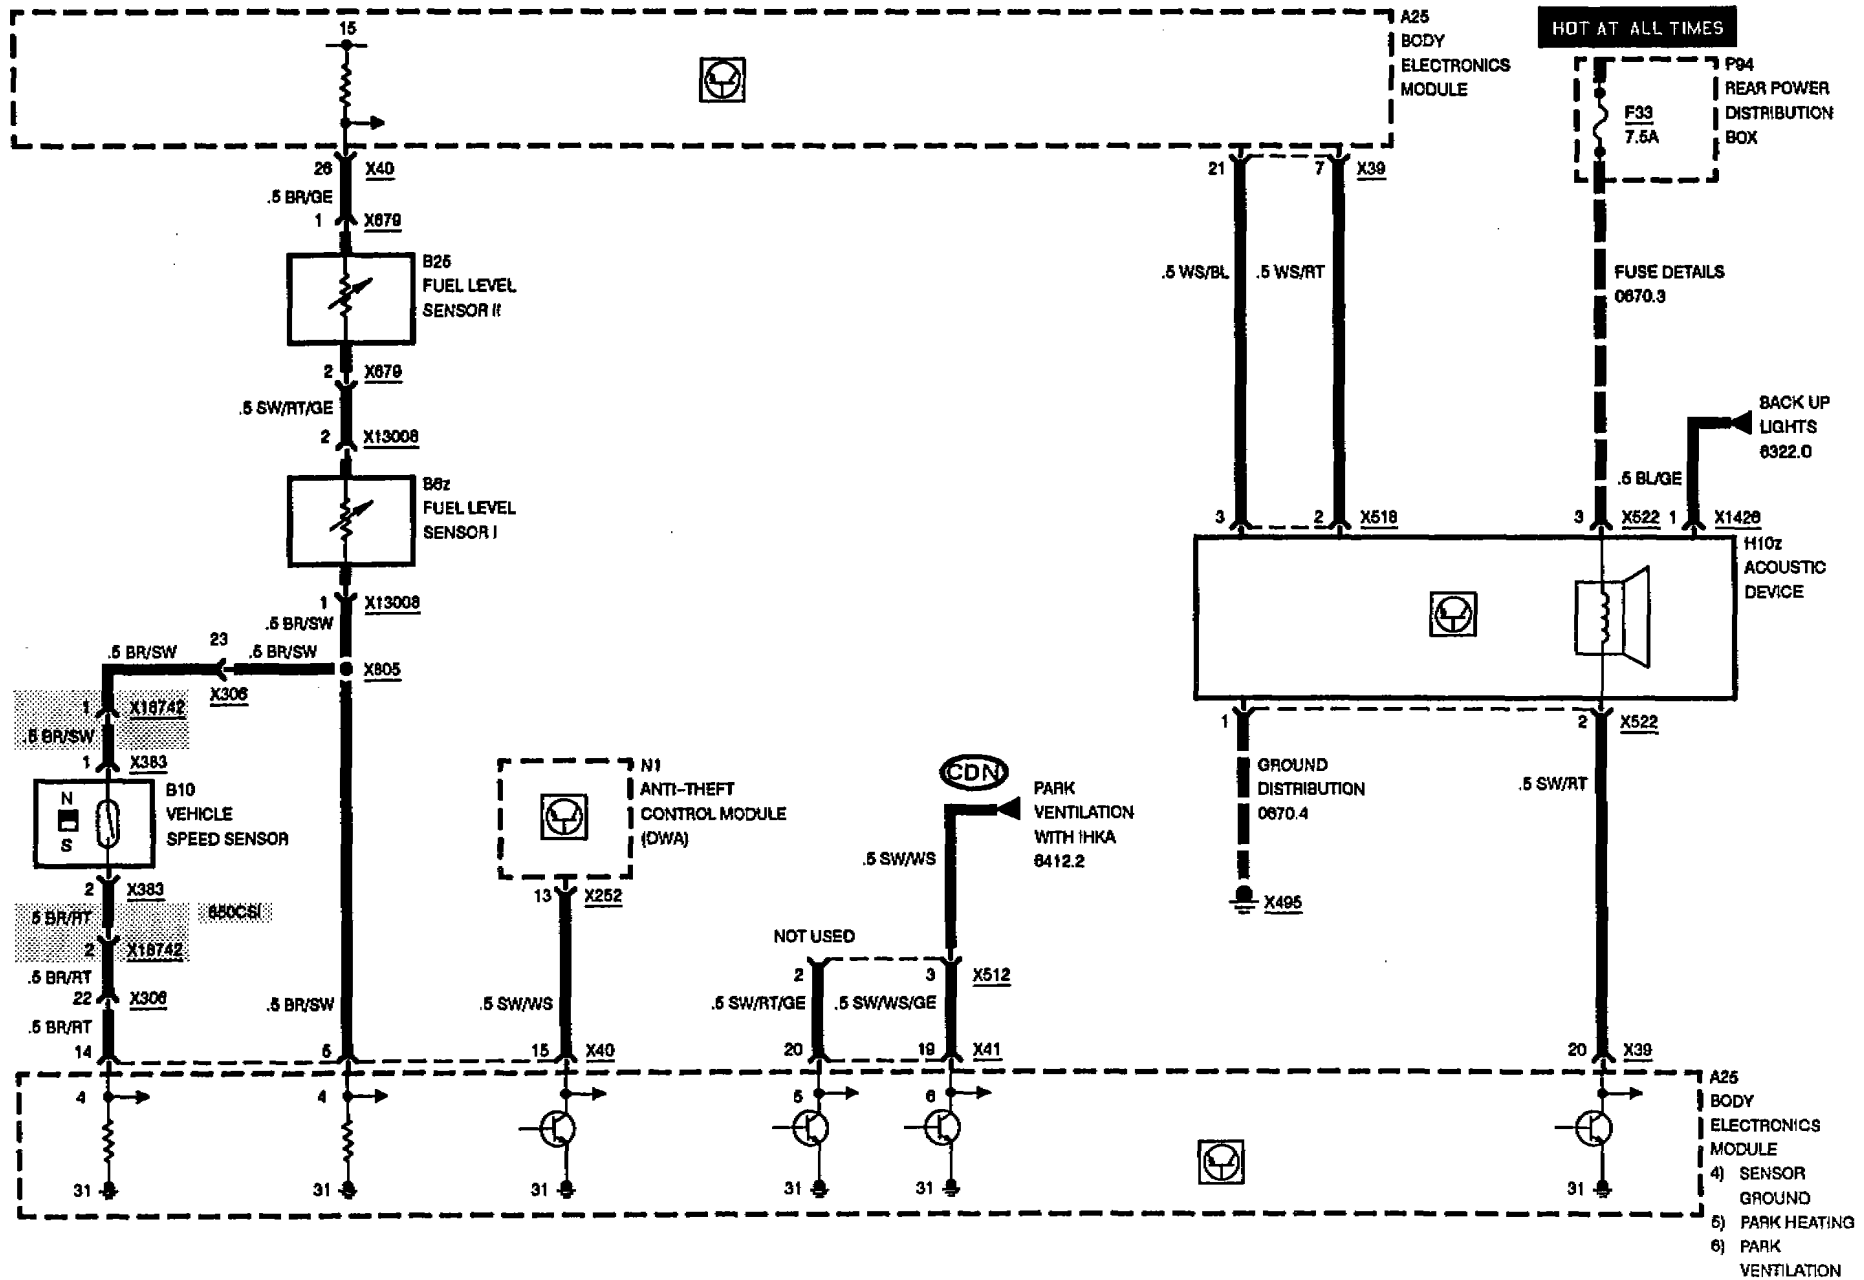 15
A25
BODY
ELECTRONICS
MODULE
HOT AT ALL TIMES
P94
REAR POWER
DISTRIBUTION
BOX
F33
7.5A
26 X40
.5 BR/GE
1 X679
21 7 X39
B25
FUEL LEVEL
SENSOR II
.5 WS/BL .5 WS/RT
FUSE DETAILS
0670.3
2 X679
.5 SW/RT/GE
2 X13008
BACK UP
LIGHTS
6322.0
.5 BL/GE
B6z
FUEL LEVEL
SENSOR I
3 2 X518 3 X522 1 X1426
H10z
ACOUSTIC
DEVICE
1 X13008
.5 BR/SW
.5 BR/SW 23 .5 BR/SW
X306
X805
1 X18742
.5 BR/SW
1 X383
B10
VEHICLE
SPEED SENSOR
N
S
2 X383
.5 BR/RT
850CSI
2 X18742
.5 BR/RT
22 X306
.5 BR/RT
14
.5 BR/SW
5
N1
ANTI-THEFT
CONTROL MODULE
(DWA)
13 X252
.5 SW/WS
15 X40
CDN
PARK
VENTILATION
WITH IHKA
6412.2
.5 SW/WS
NOT USED
2 3 X512
.5 SW/RT/GE .5 SW/WS/GE
20 19 X41
1 2 X522
GROUND
DISTRIBUTION
0670.4
X495
.5 SW/RT
20 X39
4 4 5 6
31 31 31 31 31 31
A25
BODY
ELECTRONICS
MODULE
4) SENSOR
GROUND
5) PARK HEATING
6) PARK
VENTILATION